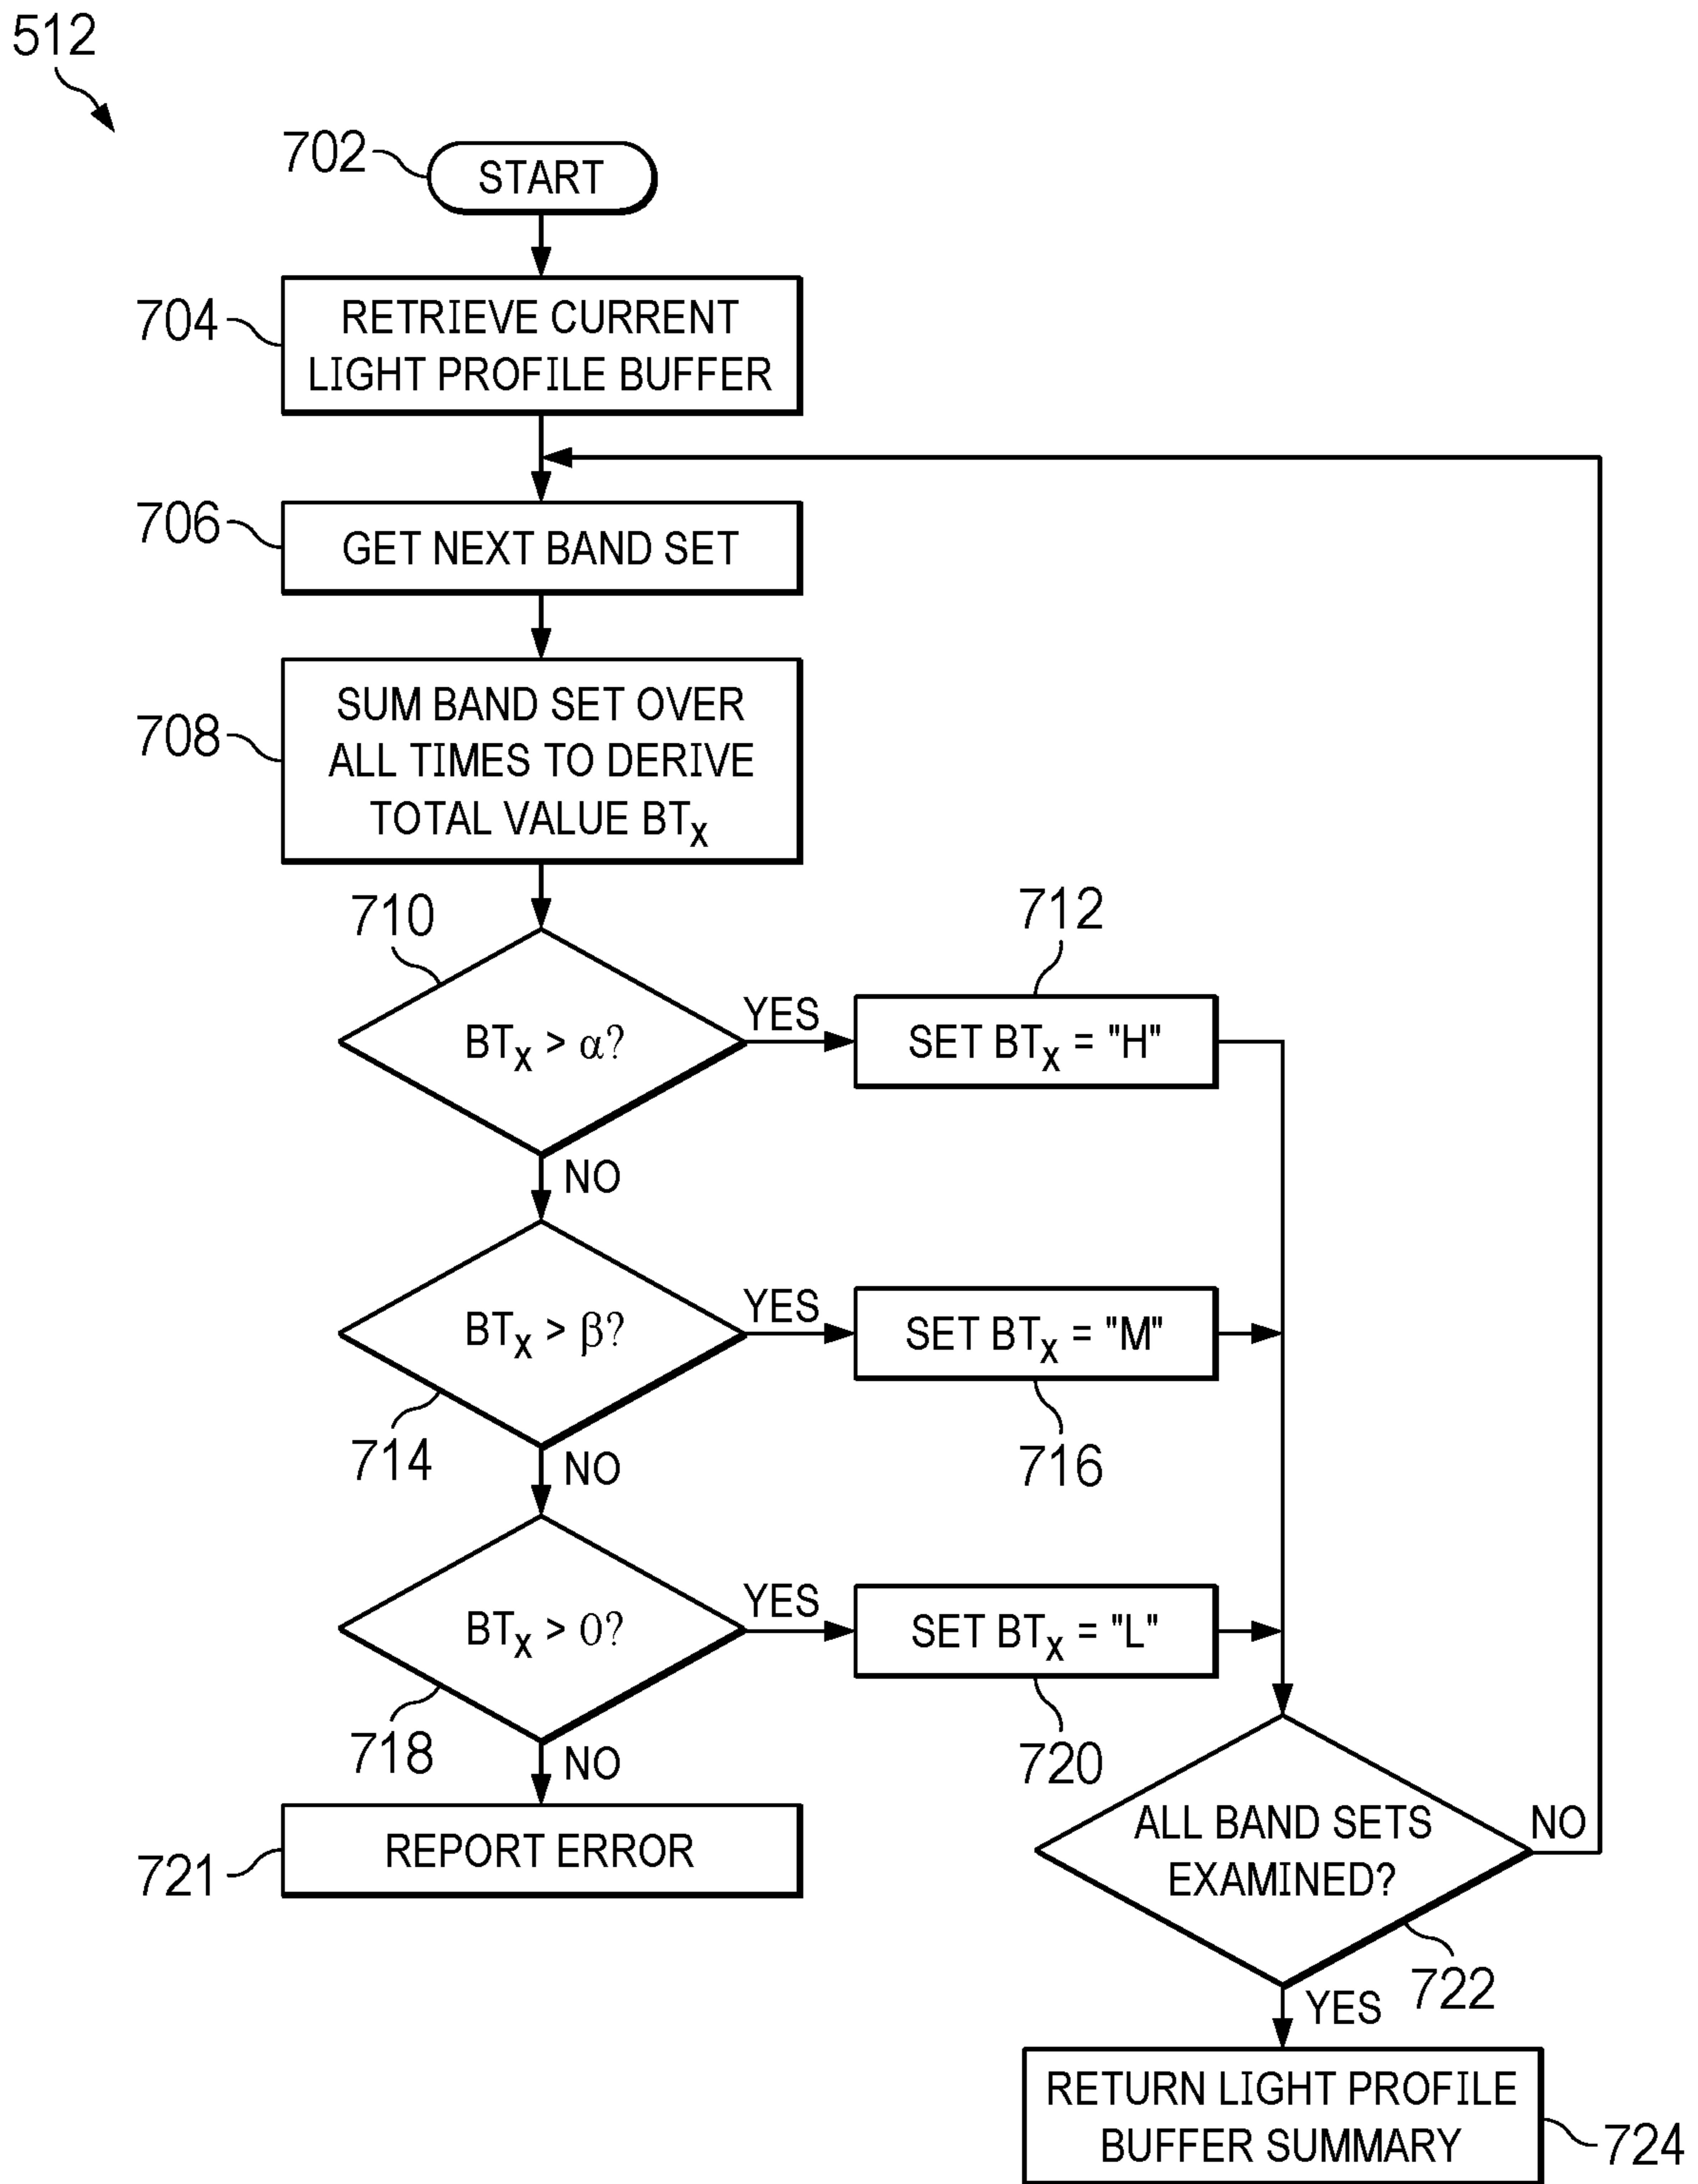 512
702
START
704
RETRIEVE CURRENT
LIGHT PROFILE BUFFER
706
GET NEXT BAND SET
708
SUM BAND SET OVER
ALL TIMES TO DERIVE
TOTAL VALUE BTx
710
BTx > α?
YES
712
SET BTx = "H"
NO
BTx > β?
714
YES
SET BTx = "M"
716
NO
BTx > 0?
718
YES
SET BTx = "L"
720
NO
721
REPORT ERROR
ALL BAND SETS
EXAMINED?
NO
722
YES
RETURN LIGHT PROFILE
BUFFER SUMMARY
724